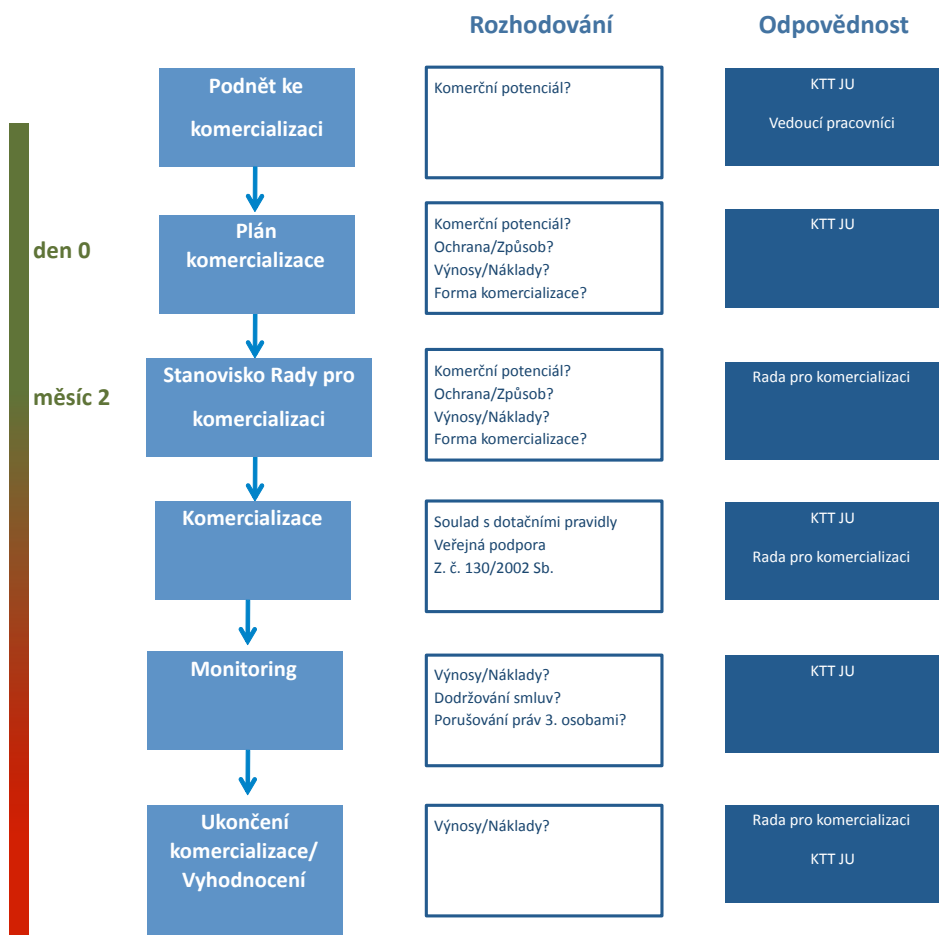 Rozhodování
Odpovědnost
Podnět ke
komercializaci
Komerční potenciál?
KTT JU
Vedoucí pracovníci
den 0
Plán
komercializace
Komerční potenciál?
Ochrana/Způsob?
Výnosy/Náklady?
Forma komercializace?
KTT JU
měsíc 2
Stanovisko Rady pro
komercializaci
Komerční potenciál?
Ochrana/Způsob?
Výnosy/Náklady?
Forma komercializace?
Rada pro komercializaci
Komercializace
Soulad s dotačními pravidly
Veřejná podpora
Z. č. 130/2002 Sb.
KTT JU
Rada pro komercializaci
Monitoring
Výnosy/Náklady?
Dodržování smluv?
Porušování práv 3. osobami?
KTT JU
Ukončení
komercializace/
Vyhodnocení
Výnosy/Náklady?
Rada pro komercializaci
KTT JU